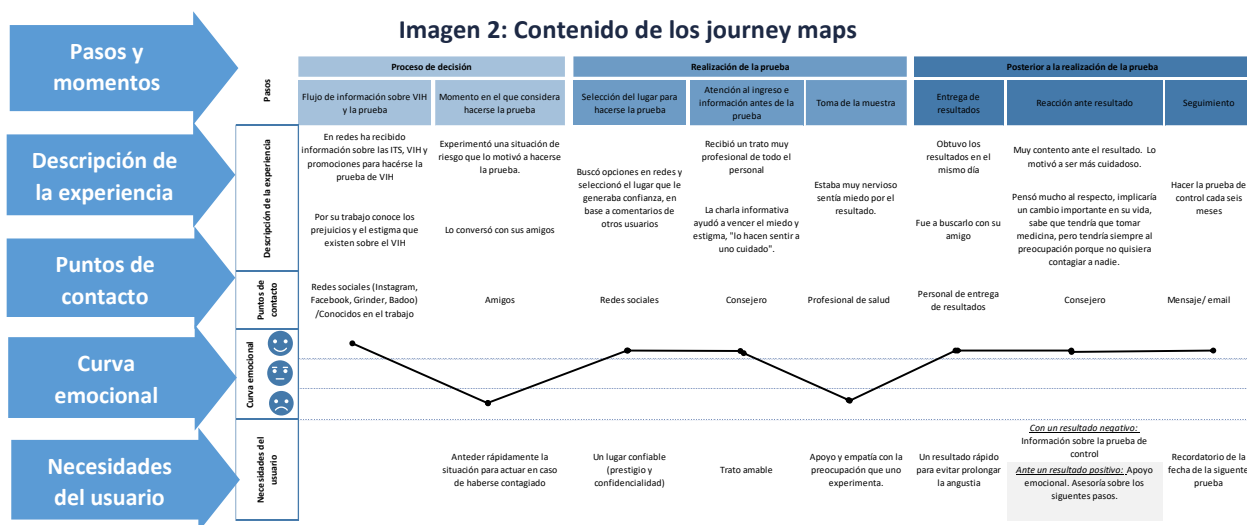 Imagen 2: Contenido de los journey maps
Pasos y
momentos
Descripción de
la experiencia
Puntos de
contacto
Curva
emocional
Necesidades
del usuario
Pasos
Proceso de decisión
Realización de la prueba
Posterior a la realización de la prueba
Flujo de información sobre VIH
y la prueba
Momento en el que considera
hacerse la prueba
Selección del lugar para
hacerse la prueba
Atención al ingreso e
información antes de la
prueba
Toma de la muestra
Entrega de
resultados
Reacción ante resultado
Seguimiento
Descripción de la experiencia
En redes ha recibido
información sobre las ITS, VIH y
promociones para hacérse la
prueba de VIH
Por su trabajo conoce los
prejuicios y el estigma que
existen sobre el VIH
Experimentó una situación de
riesgo que lo motivó a hacerse
la prueba.
Lo conversó con sus amigos
Buscó opciones en redes y
seleccionó el lugar que le
generaba confianza, en
base a comentarios de
otros usuarios
Recibió un trato muy
profesional de todo el
personal
La charla informativa
ayudó a vencer el miedo y
estigma, "lo hacen sentir a
uno cuidado".
Estaba muy nervioso
sentía miedo por el
resultado.
Obtuvo los
resultados en el
mismo día
Fue a buscarlo con su
amigo
Muy contento ante el resultado. Lo
motivó a ser más cuidadoso.
Pensó mucho al respecto, implicaría
un cambio importante en su vida,
sabe que tendría que tomar
medicina, pero tendría siempre al
preocupación porque no quisiera
contagiar a nadie.
Hacer la prueba de
control cada seis
meses
Puntos de
contacto
Redes sociales (Instagram,
Facebook, Grinder, Badoo)
/Conocidos en el trabajo
Amigos
Redes sociales
Consejero
Profesional de salud
Personal de entrega
de resultados
Consejero
Mensaje/ email
Curva emocional
Necesidades del
usuario
Anteder rápidamente la
situación para actuar en caso
de haberse contagiado
Un lugar confiable
(prestigio y
confidencialidad)
Trato amable
Apoyo y empatía con la
preocupación que uno
experimenta.
Un resultado rápido
para evitar prolongar
la angustia
Con un resultado negativo:
Información sobre la prueba de
control
Ante un resultado positivo: Apoyo
emocional. Asesoría sobre los
siguentes pasos.
Recordatorio de la
fecha de la siguente
prueba